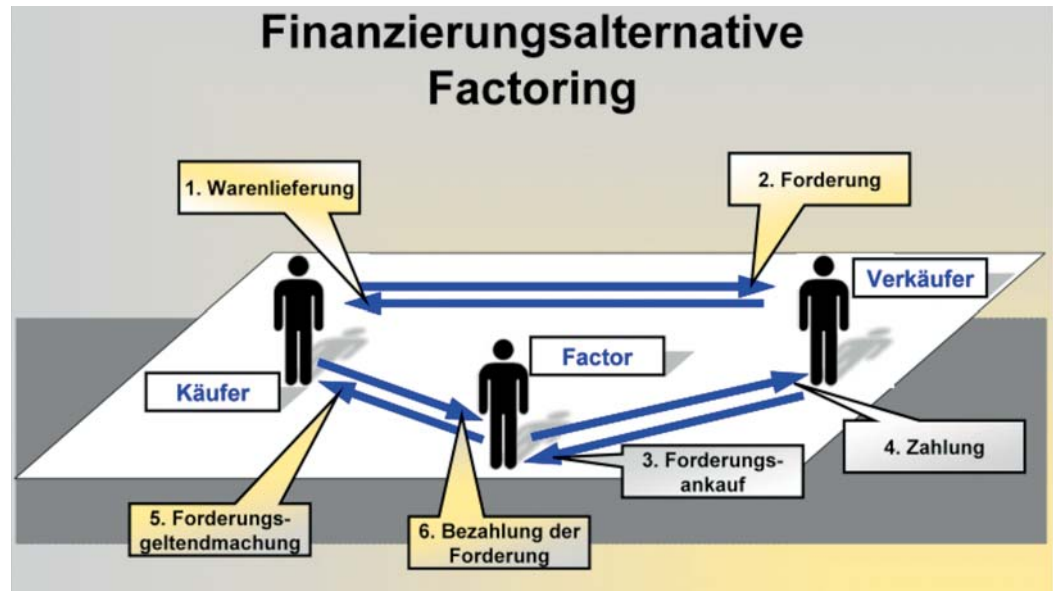 Finanzierungsalternative
Factoring
1. Warenlieferung
2. Forderung
Verkäufer
Factor
Käufer
4. Zahlung
3. Forderungs-
ankauf
5. Forderungs-
geltendmachung
6. Bezahlung der
Forderung